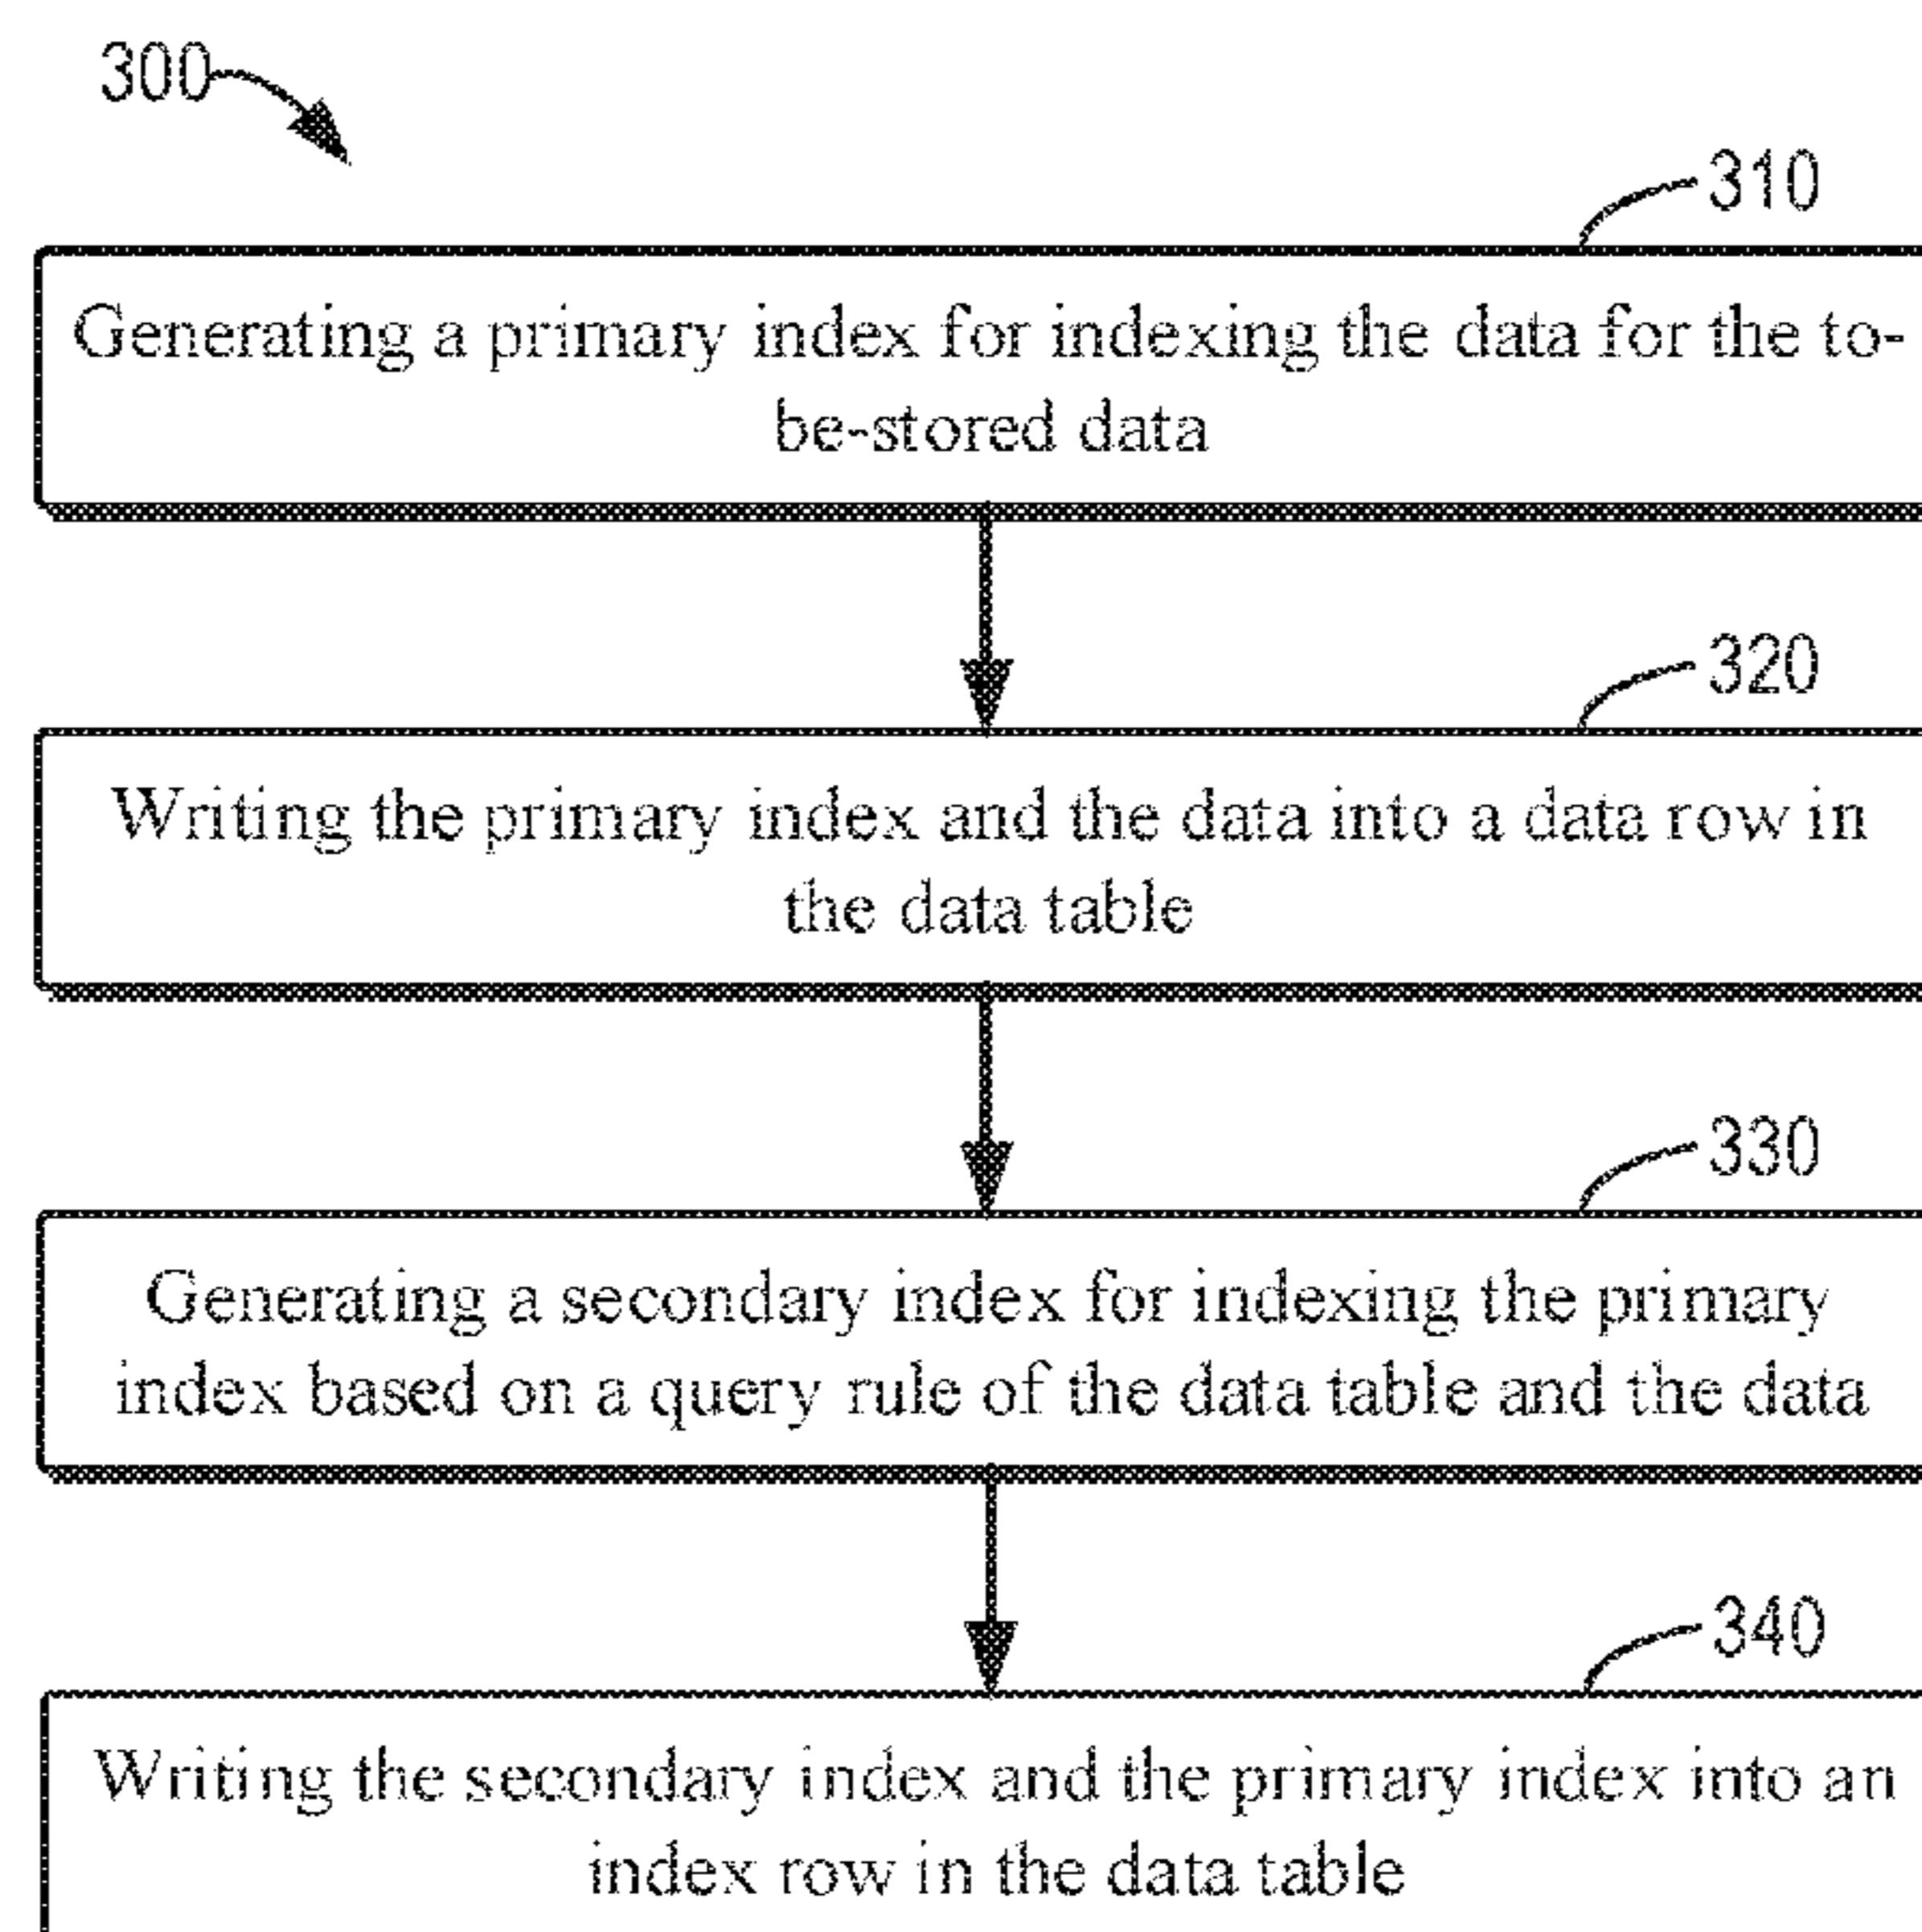 300
310
Generating a primary index for indexing the data for the to-
be-stored data
320
Writing the primary index and the data into a data row in
the data table
330
Generating a secondary index for indexing the primary
index based on a query rule of the data table and the data
340
Writing the secondary index and the primary index into an
index row in the data table